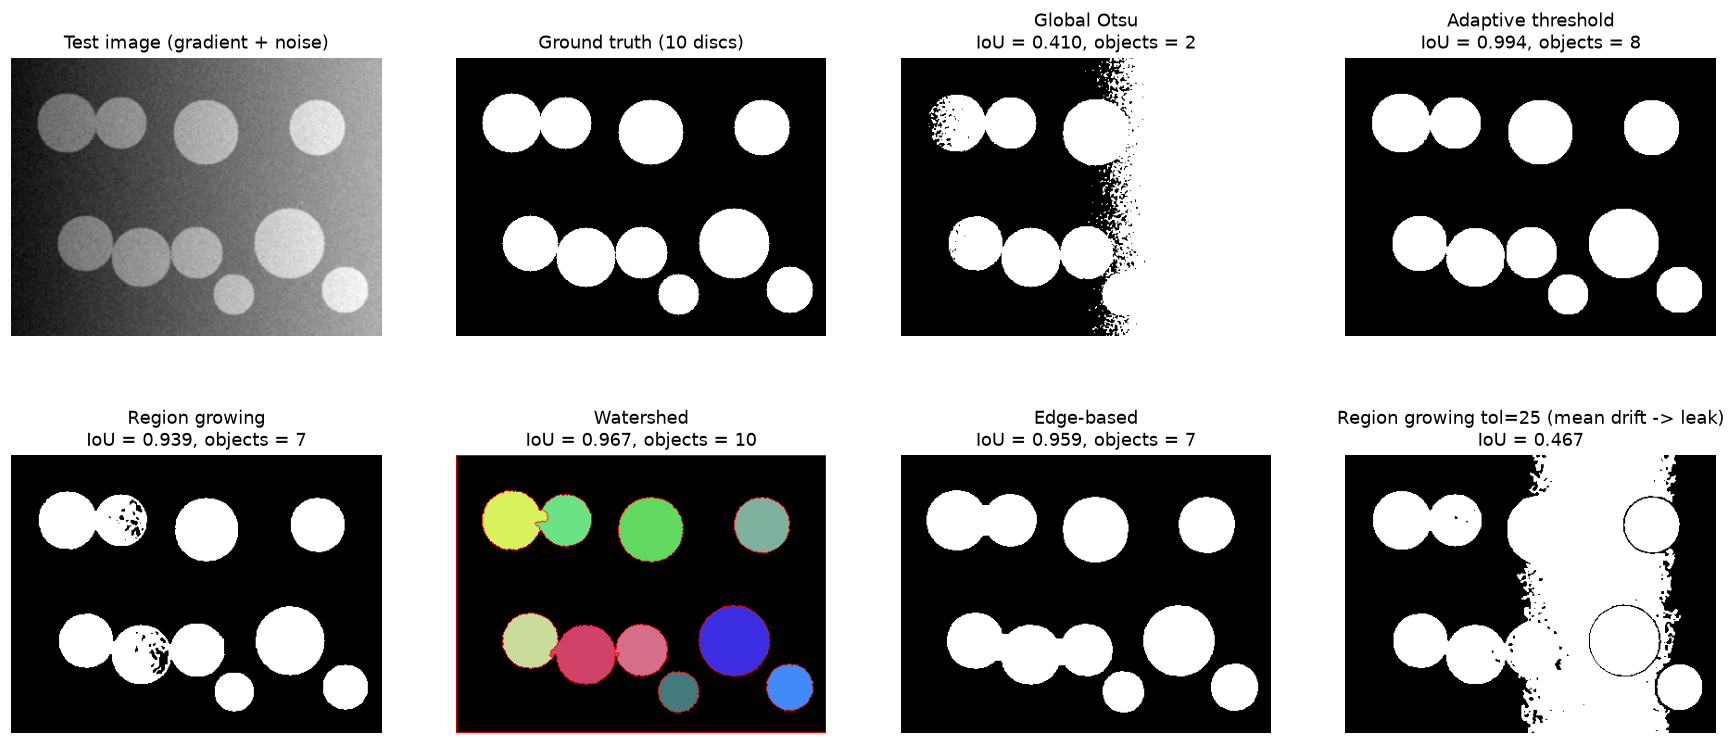 Test image (gradient + noise)
Ground truth (10 discs)
Global Otsu
IoU = 0.410, objects = 2
Adaptive threshold
IoU = 0.994, objects = 8
Region growing
IoU = 0.939, objects = 7
Watershed
IoU = 0.967, objects = 10
Edge-based
IoU = 0.959, objects = 7
Region growing tol=25 (mean drift -> leak)
IoU = 0.467